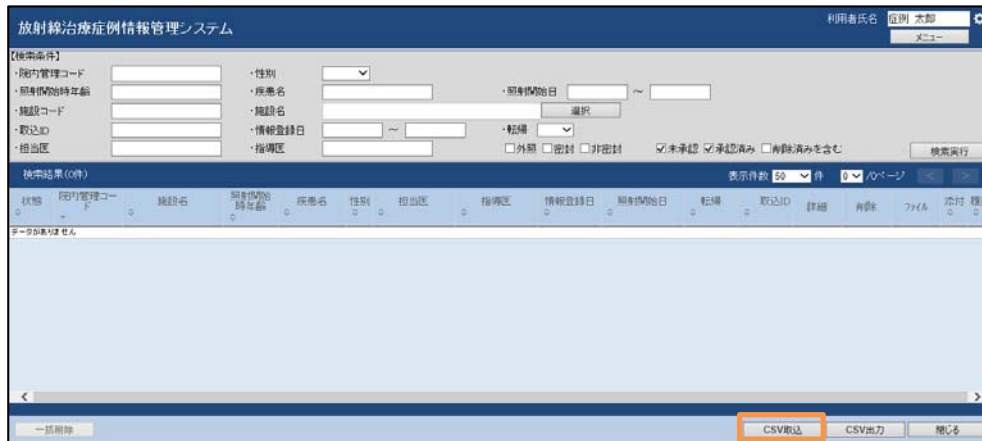 放射線治療症例情報管理システム
利用者氏名 症例 太郎
メニュー
【検索条件】
・院内管理コード ・性別
・照射開始時年齢 ・疾患名 ・照射開始日 ～
・施設コード ・施設名 選択
・取込ID ・情報登録日 ～ ・転帰
・担当医 ・指導医 □外照 □密封 □非密封 ☑未承認 ☑承認済み □削除済みを含む 検索実行
検索結果(0件) 表示件数 50 件 0 /0ページ < >
状態 院内管理コード 施設名 照射開始時年齢 疾患名 性別 担当医 指導医 情報登録日 照射開始日 転帰 取込ID 詳細 削除 ファイル 添付 履
データがありません
一括削除 CSV取込 CSV出力 閉じる